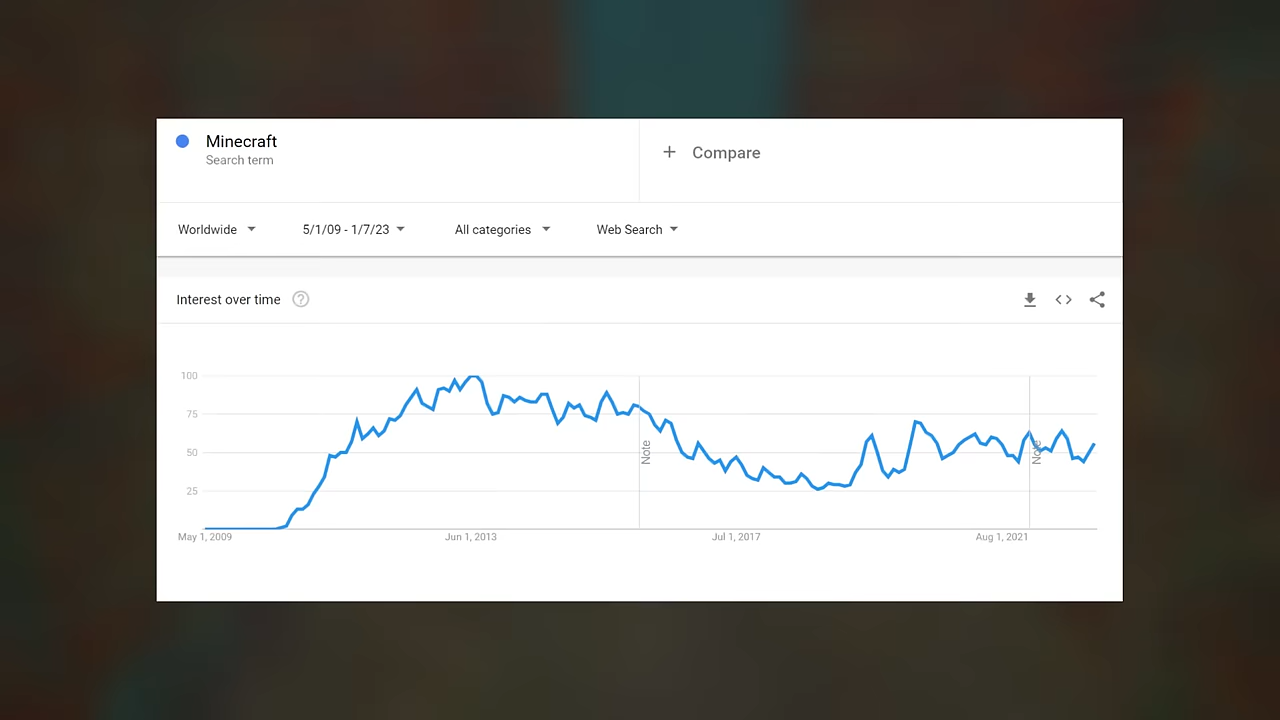 Minecraft
Search term
+ Compare
Worldwide
5/1/09 - 1/7/23
All categories
Web Search
Interest over time ?
100
75
50
25
Note
Note
May 1, 2009
Jun 1, 2013
Jul 1, 2017
Aug 1, 2021